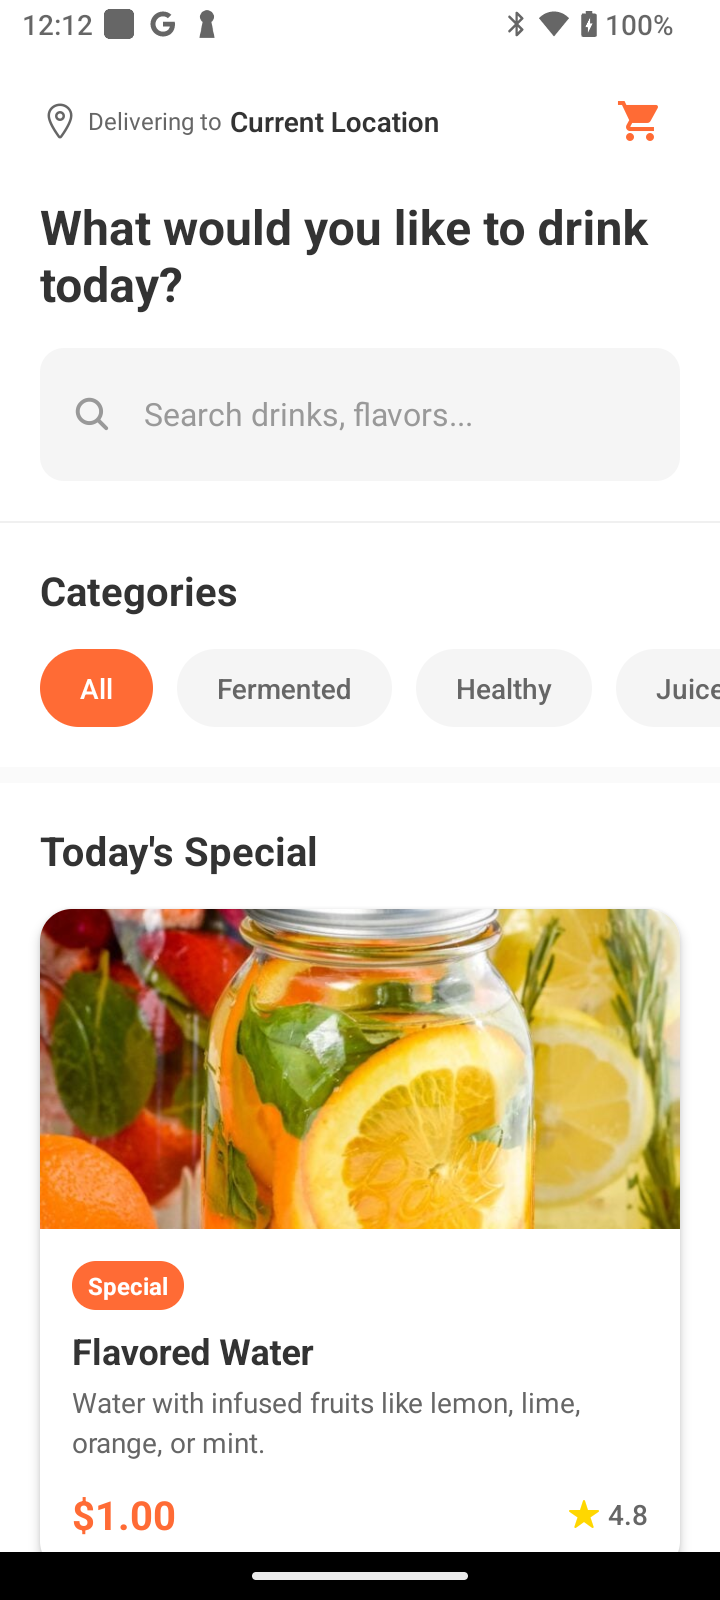 12:12
100%
Delivering to Current Location
What would you like to drink
today?
Search drinks, flavors...
Categories
All
Fermented
Healthy
Juice
Today's Special
Special
Flavored Water
Water with infused fruits like lemon, lime,
orange, or mint.
$1.00
4.8